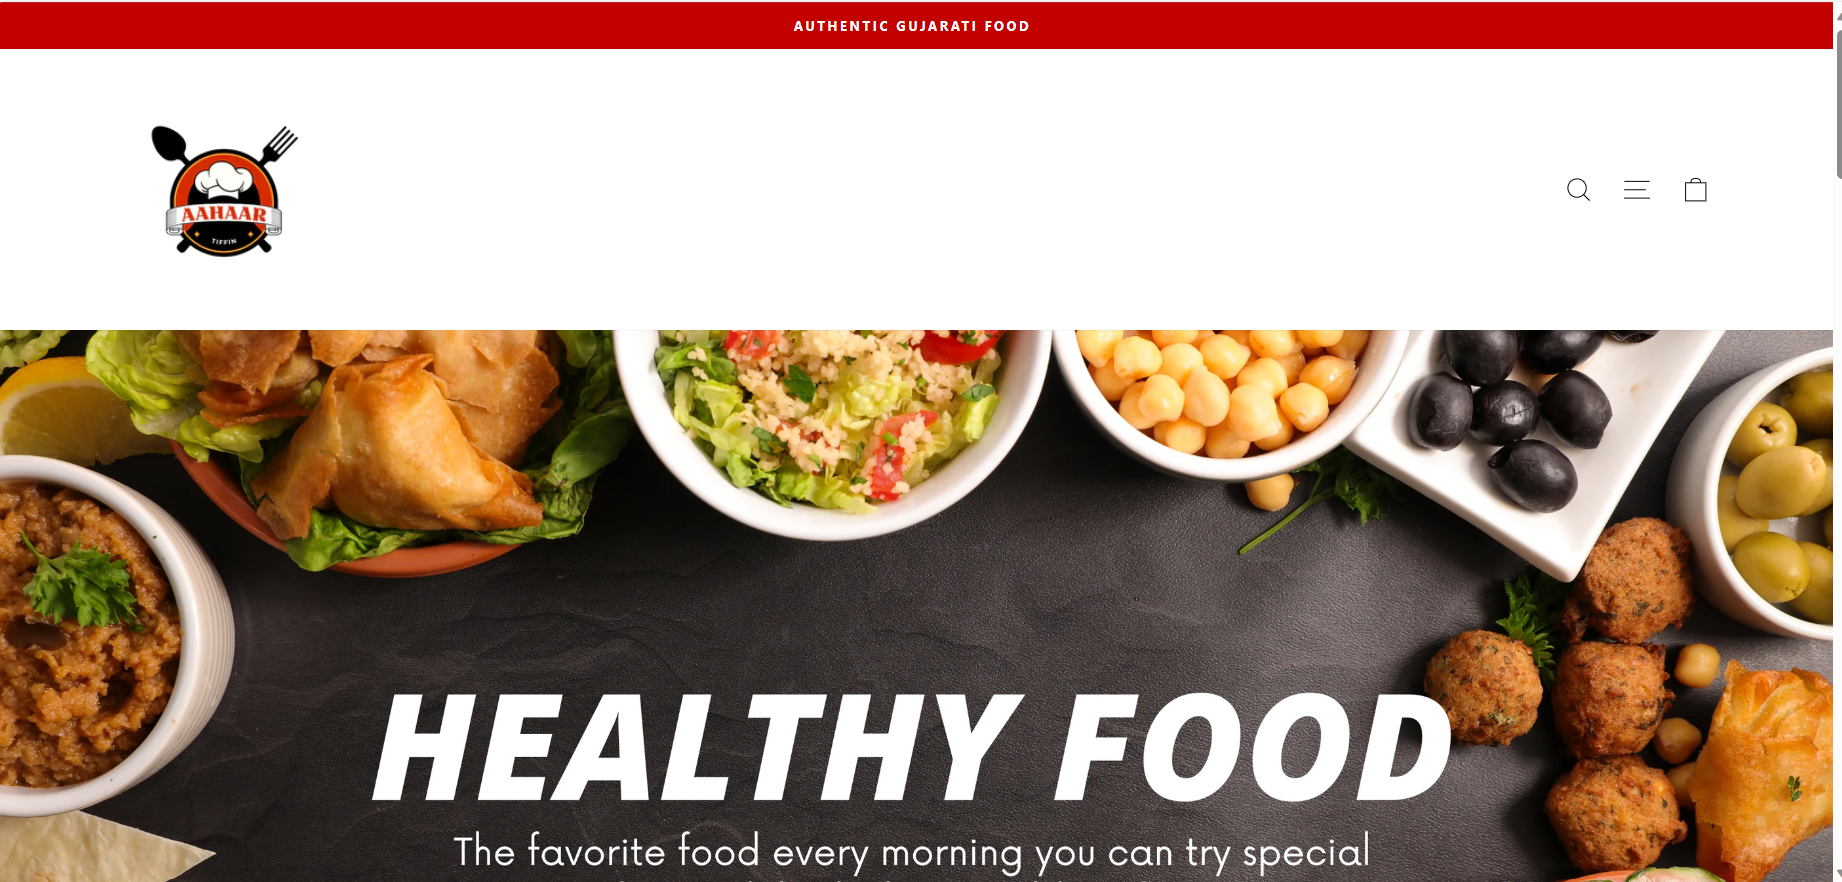 AUTHENTIC GUJARATI FOOD
AAHAAR
TIFFIN
HEALTHY FOOD
The favorite food every morning you can try special